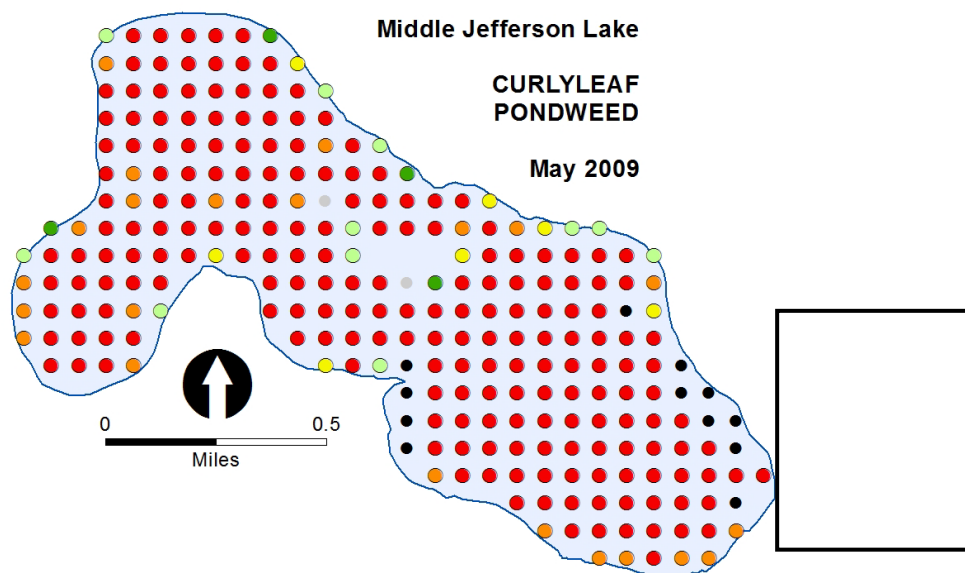 Middle Jefferson Lake
CURLYLEAF
PONDWEED
May 2009
0 0.5
Miles